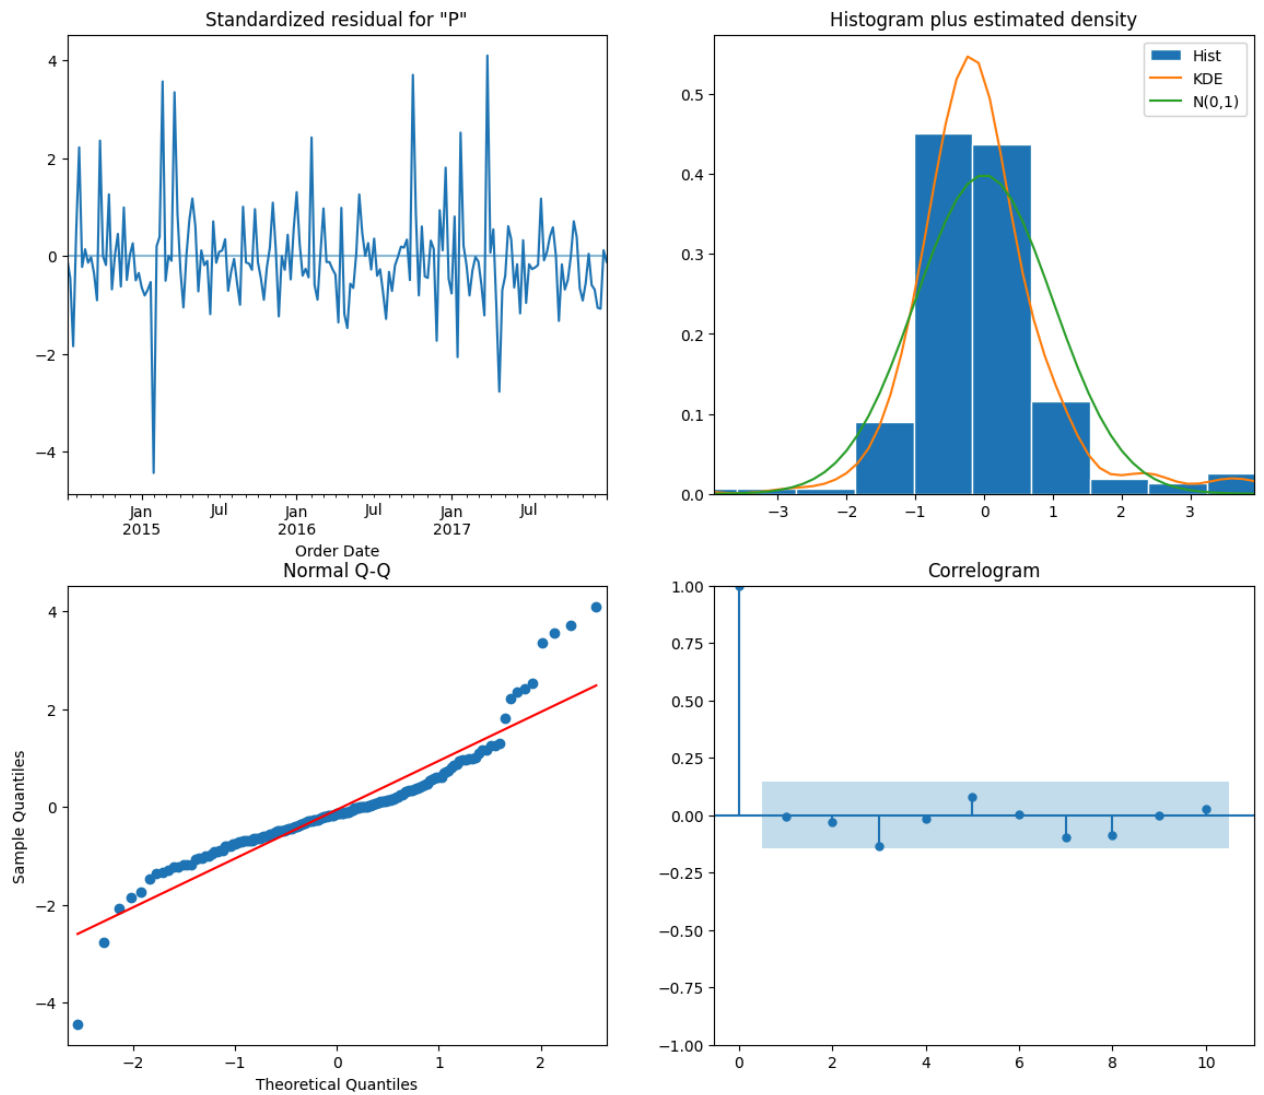 Standardized residual for "P"
4
2
0
−2
−4
Jan
2015
Jul
Jan
2016
Jul
Jan
2017
Jul
Order Date
Histogram plus estimated density
Hist
KDE
N(0,1)
0.5
0.4
0.3
0.2
0.1
0.0
−3 −2 −1 0 1 2 3
Normal Q-Q
Sample Quantiles
4
2
0
−2
−4
−2 −1 0 1 2
Theoretical Quantiles
Correlogram
1.00
0.75
0.50
0.25
0.00
−0.25
−0.50
−0.75
−1.00
0 2 4 6 8 10